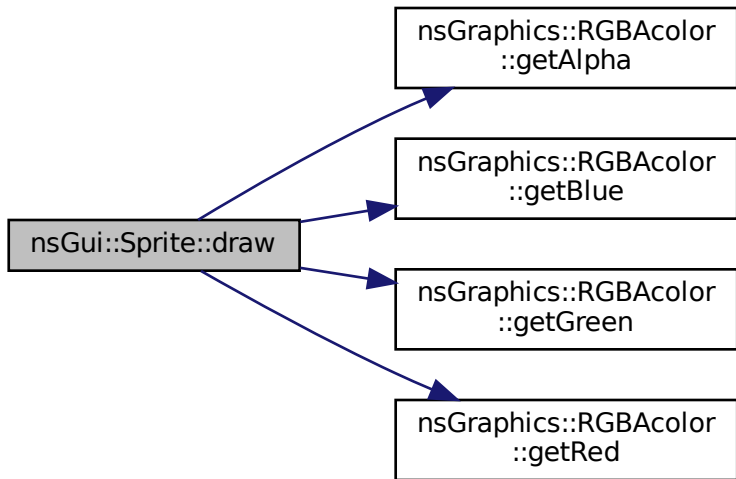 nsGraphics::RGBAcolor
::getAlpha
nsGraphics::RGBAcolor
::getBlue
nsGui::Sprite::draw
nsGraphics::RGBAcolor
::getGreen
nsGraphics::RGBAcolor
::getRed